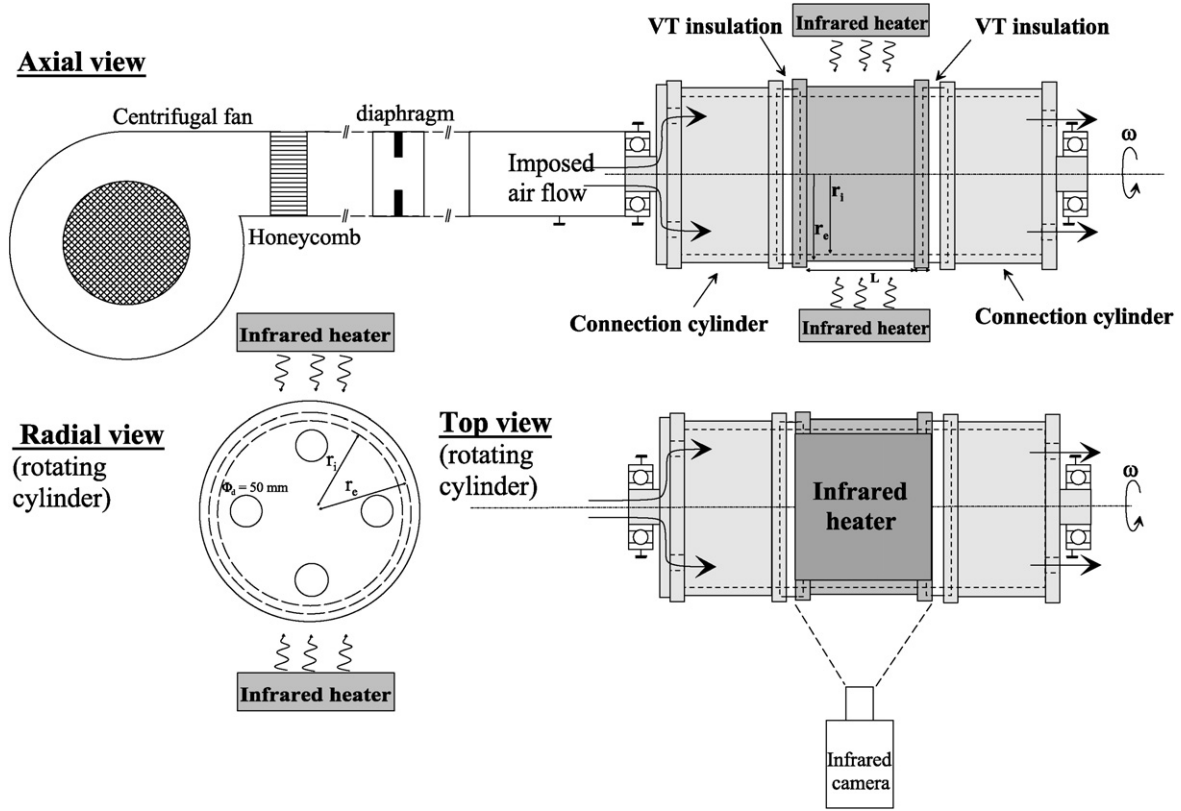 Axial view
Centrifugal fan
Honeycomb
diaphragm
Imposed
air flow
VT insulation
Infrared heater
VT insulation
ω
r_i
r_e
L
Infrared heater
Connection cylinder
Connection cylinder
Infrared heater
Radial view
(rotating
cylinder)
Φ_d = 50 mm
r_i
r_e
Infrared heater
Top view
(rotating
cylinder)
Infrared
heater
ω
Infrared
camera